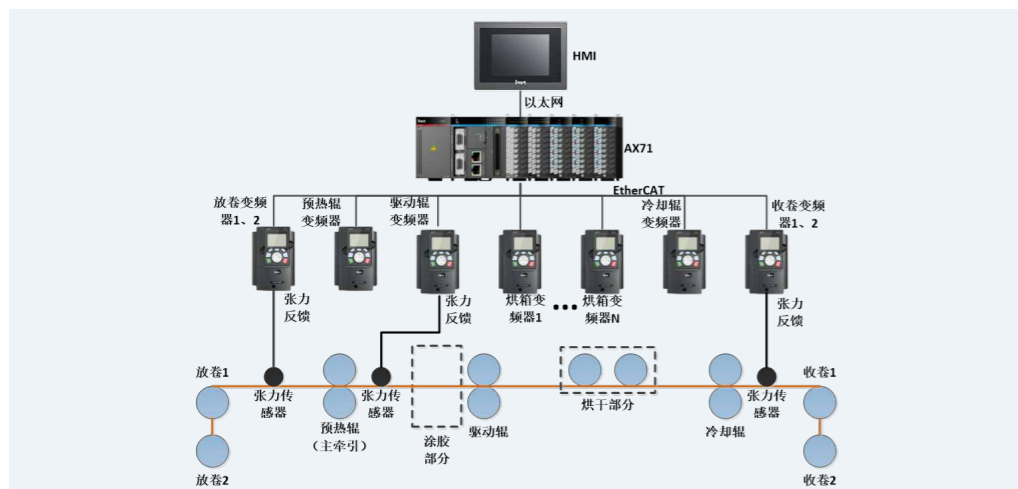 HMI
以太网
AX71
EtherCAT
放卷变频
器1、2
预热辊
变频器
驱动辊
变频器
冷却辊
变频器
收卷变频
器1、2
张力
反馈
张力
反馈
烘箱变
频器1
烘箱变
频器N
张力
反馈
放卷1
张力传
感器
预热辊
（主牵引）
张力传
感器
涂胶
部分
驱动辊
烘干部分
冷却辊
张力传
感器
收卷1
放卷2
收卷2